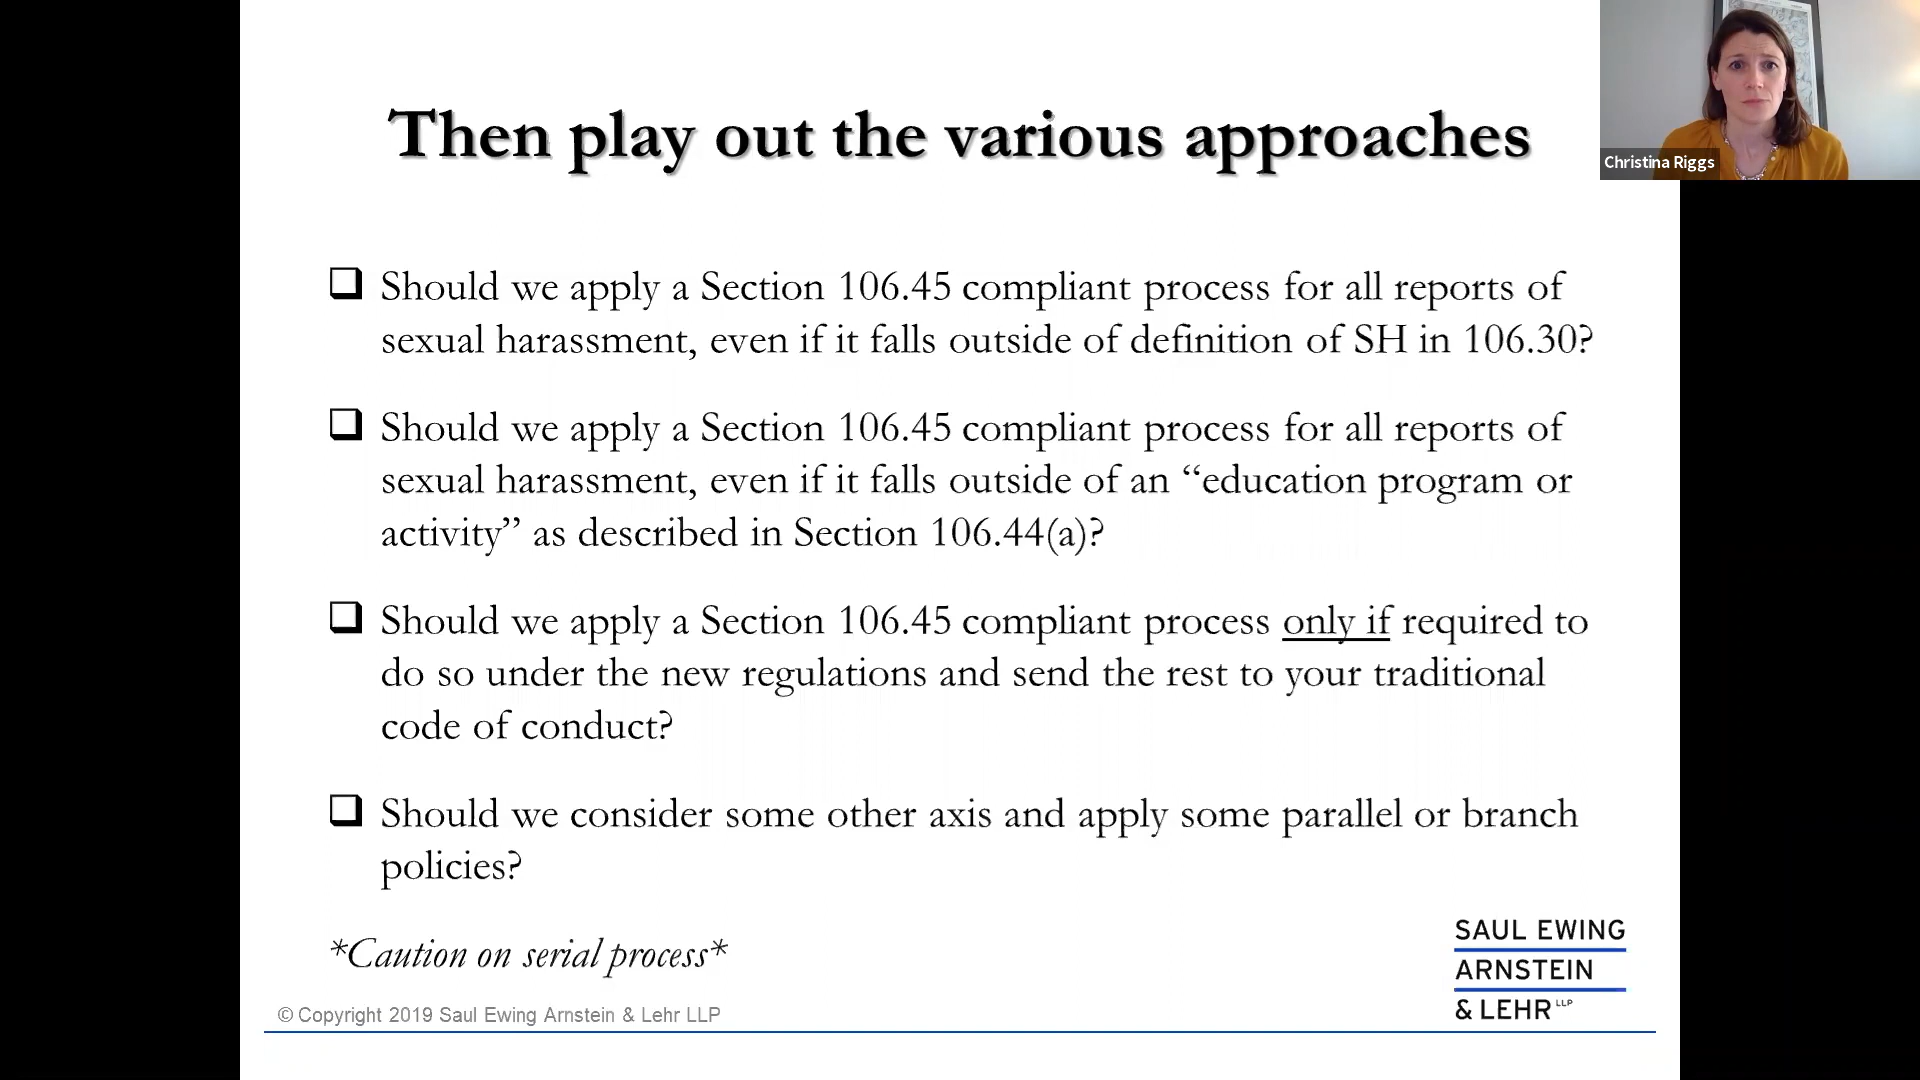 Then play out the various approaches
Christina Riggs
❑ Should we apply a Section 106.45 compliant process for all reports of
sexual harassment, even if it falls outside of definition of SH in 106.30?
❑ Should we apply a Section 106.45 compliant process for all reports of
sexual harassment, even if it falls outside of an “education program or
activity” as described in Section 106.44(a)?
❑ Should we apply a Section 106.45 compliant process only if required to
do so under the new regulations and send the rest to your traditional
code of conduct?
❑ Should we consider some other axis and apply some parallel or branch
policies?
*Caution on serial process*
© Copyright 2019 Saul Ewing Arnstein & Lehr LLP
SAUL EWING
ARNSTEIN
& LEHR LLP